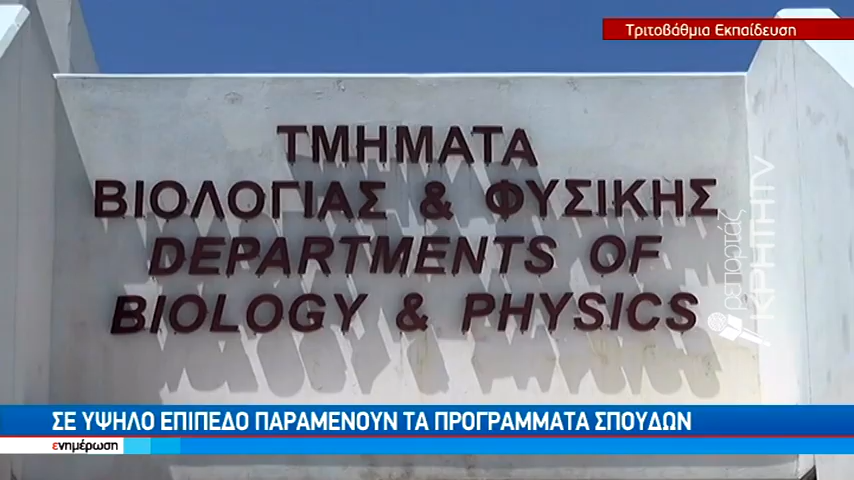 Τριτοβάθμια Εκπαίδευση
ΤΜΗΜΑΤΑ
ΒΙΟΛΟΓΙΑΣ & ΦΥΣΙΚΗΣ
DEPARTMENTS OF
BIOLOGY & PHYSICS
ρεπορτάζ
ΚΡΗΤΗ TV
ΣΕ ΥΨΗΛΟ ΕΠΙΠΕΔΟ ΠΑΡΑΜΕΝΟΥΝ ΤΑ ΠΡΟΓΡΑΜΜΑΤΑ ΣΠΟΥΔΩΝ
ενημέρωση